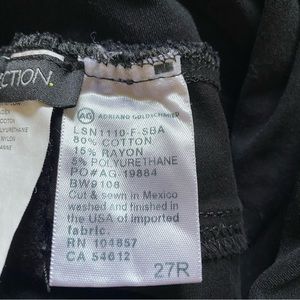 ECTION.
AG ADRIANO GOLDSCHMIED
LSN1110-F-SBA
80% COTTON
15% RAYON
5% POLYURETHANE
PO#AG-19884
BW9108
Cut & sewn in Mexico
washed and finished in
the USA of imported
fabric.
RN 104857
CA 54612
27R